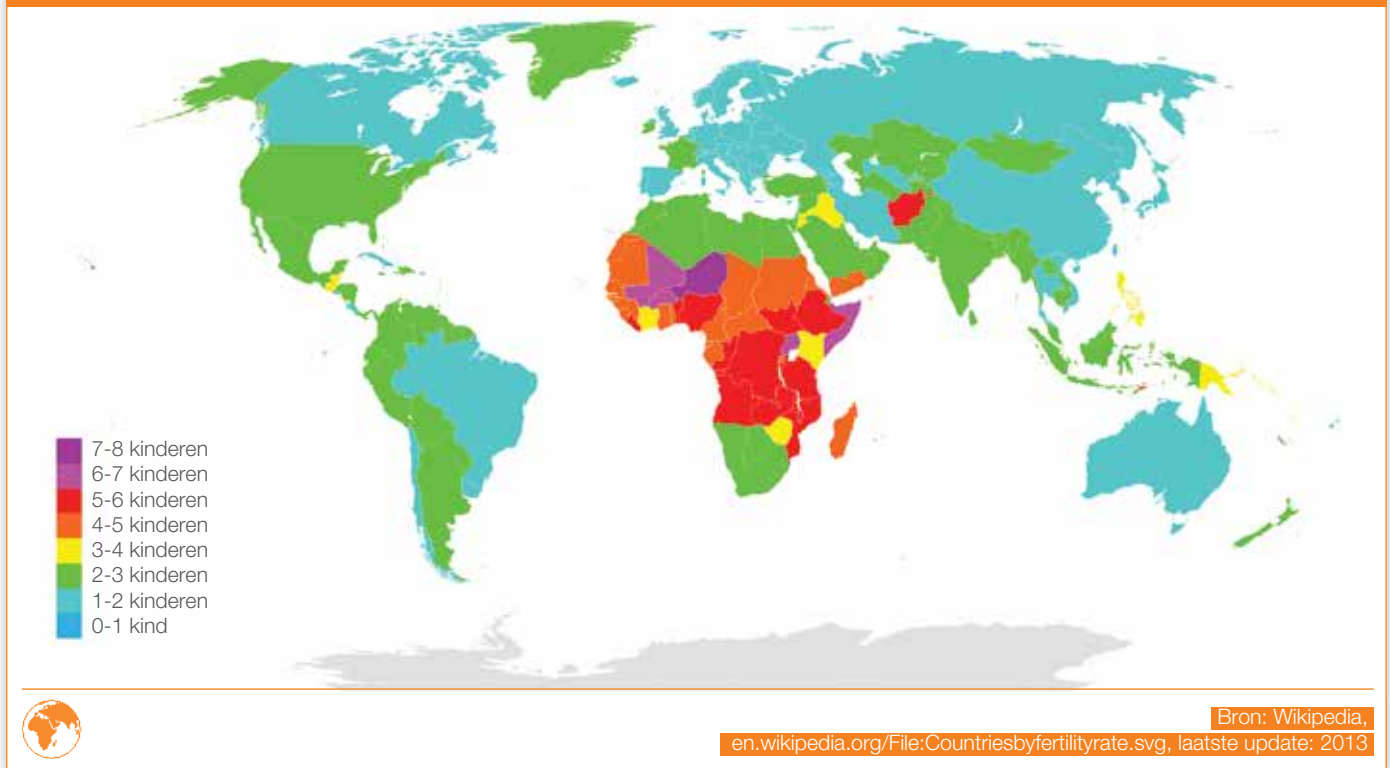 7-8 kinderen
6-7 kinderen
5-6 kinderen
4-5 kinderen
3-4 kinderen
2-3 kinderen
1-2 kinderen
0-1 kind
Bron: Wikipedia,
en.wikipedia.org/File:Countriesbyfertilityrate.svg, laatste update: 2013